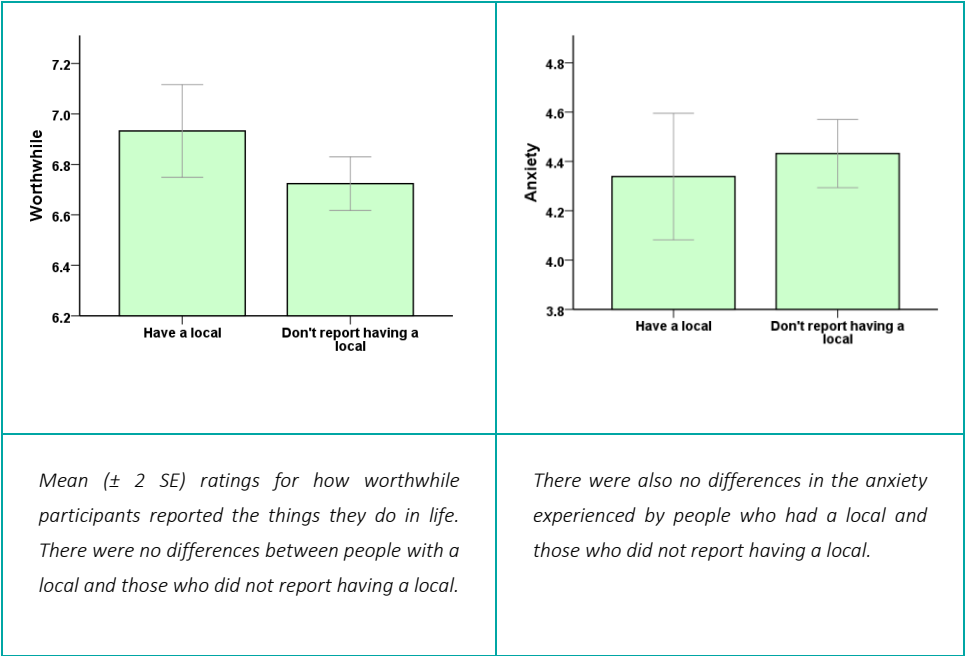 7.2
7.0
6.8
6.6
6.4
6.2
Worthwhile
Have a local
Don't report having a
local
4.8
4.6
4.4
4.2
4.0
3.8
Anxiety
Have a local
Don't report having a
local
Mean (± 2 SE) ratings for how worthwhile
participants reported the things they do in life.
There were no differences between people with a
local and those who did not report having a local.
There were also no differences in the anxiety
experienced by people who had a local and
those who did not report having a local.